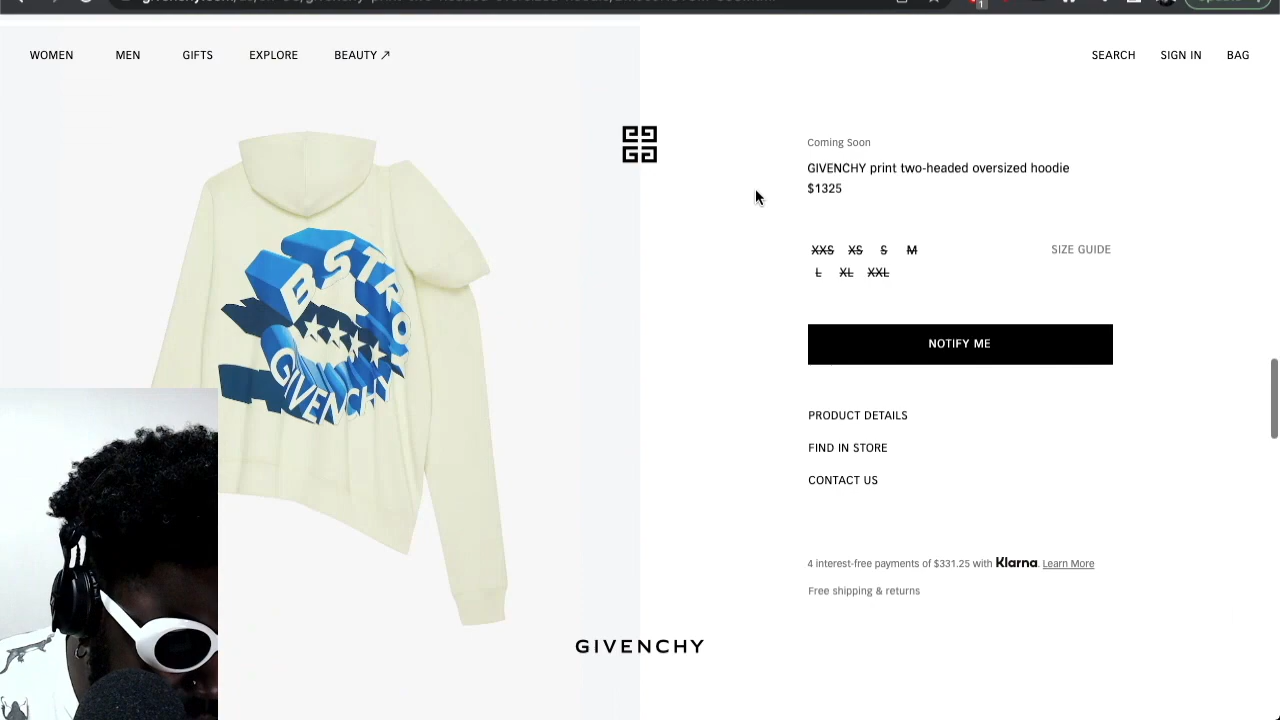 WOMEN MEN GIFTS EXPLORE BEAUTY ↗ SEARCH SIGN IN BAG
Coming Soon
GIVENCHY print two-headed oversized hoodie
$1325
XXS XS S M SIZE GUIDE
L XL XXL
NOTIFY ME
PRODUCT DETAILS
FIND IN STORE
CONTACT US
4 interest-free payments of $331.25 with Klarna. Learn More
Free shipping & returns
BSTROY
GIVENCHY
GIVENCHY